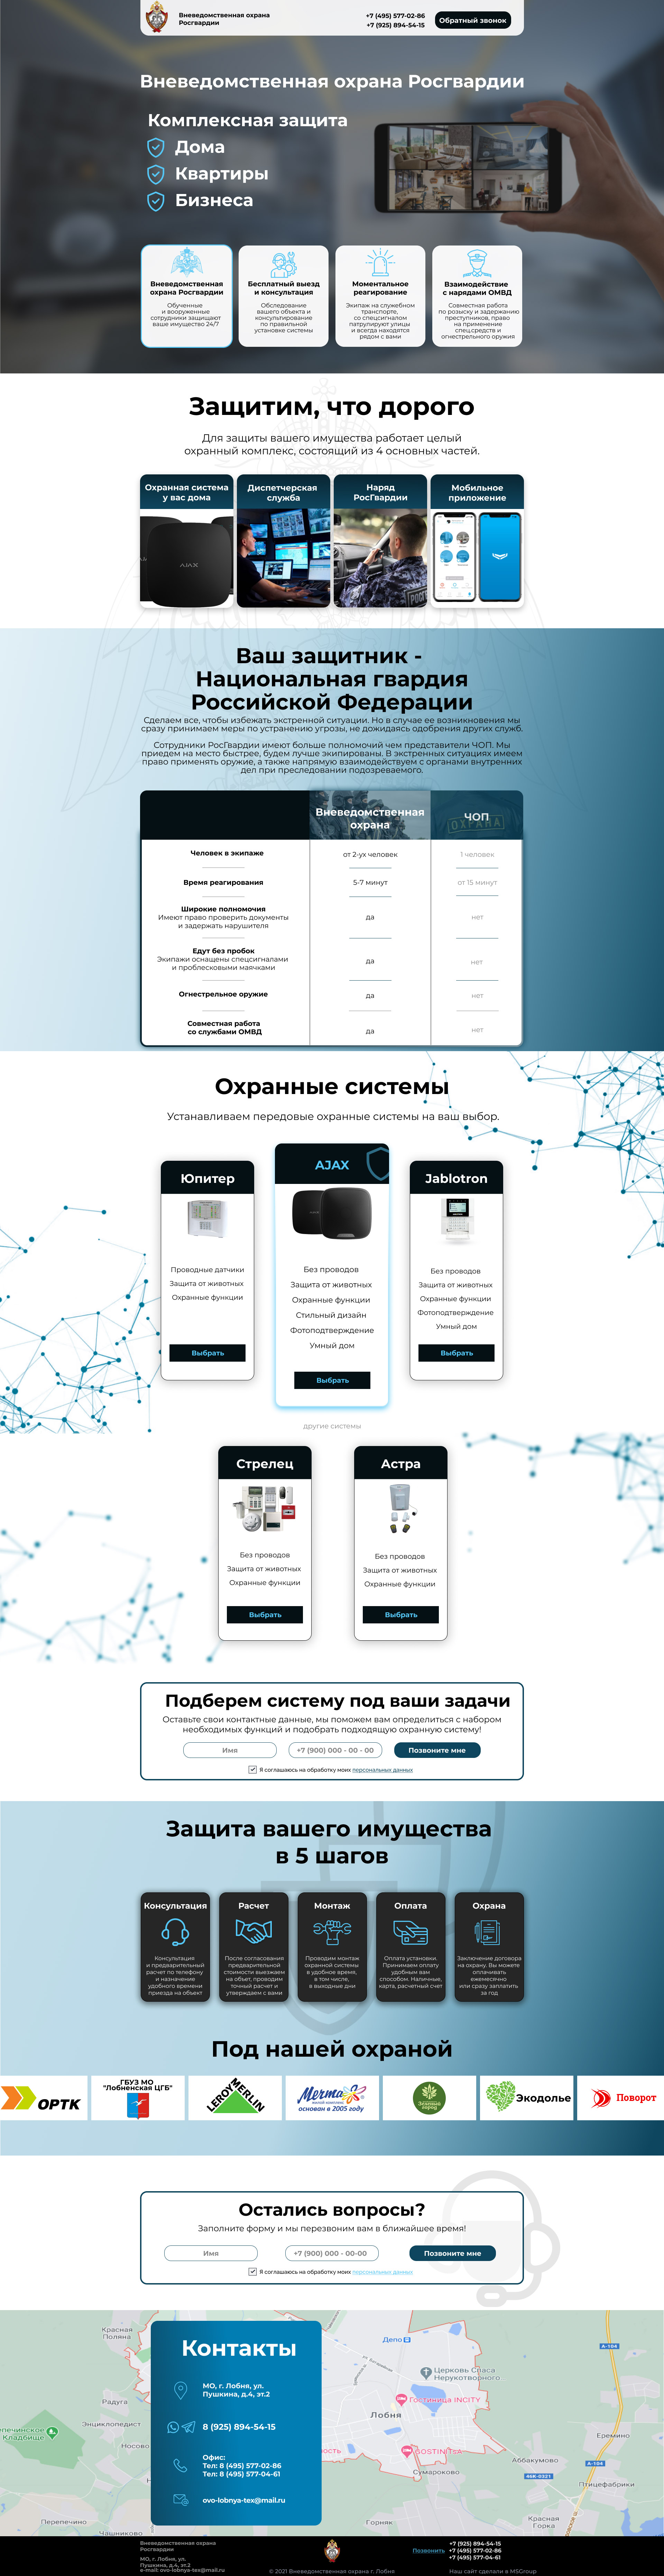 Вневедомственная охрана
Росгвардии
+7 (495) 577-02-86
+7 (925) 894-54-15
Обратный звонок
Вневедомственная охрана Росгвардии
Комплексная защита
Дома
Квартиры
Бизнеса
Вневедомственная
охрана Росгвардии
Обученные
и вооруженные
сотрудники защищают
ваше имущество 24/7
Бесплатный выезд
и консультация
Обследование
вашего объекта и
консультирование
по правильной
установке системы
Моментальное
реагирование
Экипаж на служебном
транспорте,
со спецсигналом
патрулируют улицы
и всегда находятся
рядом с вами
Взаимодействие
с нарядами ОМВД
Совместная работа
по розыску и задержанию
преступников, право
на применение
спец.средств и
огнестрельного оружия
Защитим, что дорого
Для защиты вашего имущества работает целый
охранный комплекс, состоящий из 4 основных частей.
Охранная система
у вас дома
AJAX
Диспетчерская
служба
Наряд
РосГвардии
Мобильное
приложение
Ваш защитник -
Национальная гвардия
Российской Федерации
Сделаем все, чтобы избежать экстренной ситуации. Но в случае ее возникновения мы
сразу принимаем меры по устранению угрозы, не дожидаясь одобрения других служб.
Сотрудники РосГвардии имеют больше полномочий чем представители ЧОП. Мы
приедем на место быстрее, будем лучше экипированы. В экстренных ситуациях имеем
право применять оружие, а также напрямую взаимодействуем с органами внутренних
дел при преследовании подозреваемого.
Вневедомственная
охрана
ЧОП
ОХРАНА
Человек в экипаже
от 2-ух человек
1 человек
Время реагирования
5-7 минут
от 15 минут
Широкие полномочия
Имеют право проверить документы
и задержать нарушителя
да
нет
Едут без пробок
Экипажи оснащены спецсигналами
и проблесковыми маячками
да
нет
Огнестрельное оружие
да
нет
Совместная работа
со службами ОМВД
да
нет
Охранные системы
Устанавливаем передовые охранные системы на ваш выбор.
Юпитер
Проводные датчики
Защита от животных
Охранные функции
Выбрать
AJAX
Без проводов
Защита от животных
Охранные функции
Стильный дизайн
Фотоподтверждение
Умный дом
Выбрать
Jablotron
Без проводов
Защита от животных
Охранные функции
Фотоподтверждение
Умный дом
Выбрать
другие системы
Стрелец
Без проводов
Защита от животных
Охранные функции
Выбрать
Астра
Без проводов
Защита от животных
Охранные функции
Выбрать
Подберем систему под ваши задачи
Оставьте свои контактные данные, мы поможем вам определиться с набором
необходимых функций и подобрать подходящую охранную систему!
Имя
+7 (900) 000 - 00 - 00
Позвоните мне
Я соглашаюсь на обработку моих персональных данных
Защита вашего имущества
в 5 шагов
Консультация
Консультация
и предварительный
расчет по телефону
и назначение
удобного времени
приезда на объект
Расчет
После согласования
предварительной
стоимости выезжаем
на объект, проводим
точный расчет и
утверждаем с вами
Монтаж
Проводим монтаж
охранной системы
в удобное время,
в том числе,
в выходные дни
Оплата
Оплата установки.
Принимаем оплату
удобным вам
способом. Наличные,
карта, расчетный счет
Охрана
Заключение договора
на охрану. Вы можете
оплачивать
ежемесячно
или сразу заплатить
за год
Под нашей охраной
ОРТК
ГБУЗ МО
"Лобненская ЦГБ"
LEROY MERLIN
Мечта
жилой комплекс
основан в 2005 году
Зеленый
город
Экодолье
Поворот
Остались вопросы?
Заполните форму и мы перезвоним вам в ближайшее время!
Имя
+7 (900) 000 - 00-00
Позвоните мне
Я соглашаюсь на обработку моих персональных данных
Контакты
МО, г. Лобня, ул.
Пушкина, д.4, эт.2
8 (925) 894-54-15
Офис:
Тел: 8 (495) 577-02-86
Тел: 8 (495) 577-04-61
ovo-lobnya-tex@mail.ru
Красная
Поляна
Радуга
Энциклопедист
Носово
Кладбище
Перепечино
Чашниково
Депо
Церковь Спаса
Нерукотворного
Гостиница INCITY
Лобня
GOSTINITSA
Сумароково
Горняк
А-104
Еремино
Аббакумово
А-104
46К-0321
Птицефабрики
Красная
Горка
Вневедомственная охрана
Росгвардии
МО, г. Лобня, ул.
Пушкина, д.4, эт.2
e-mail: ovo-lobnya-tex@mail.ru
© 2021 Вневедомственная охрана г. Лобня
Позвонить
+7 (925) 894-54-15
+7 (495) 577-02-86
+7 (495) 577-04-61
Наш сайт сделали в MSGroup